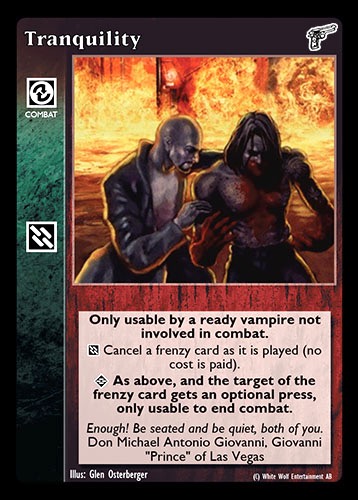 Tranquility
COMBAT
Only usable by a ready vampire not
involved in combat.
Cancel a frenzy card as it is played (no
cost is paid).
As above, and the target of the
frenzy card gets an optional press,
only usable to end combat.
Enough! Be seated and be quiet, both of you.
Don Michael Antonio Giovanni, Giovanni
"Prince" of Las Vegas
Illus: Glen Osterberger
(C) White Wolf Entertainment AB